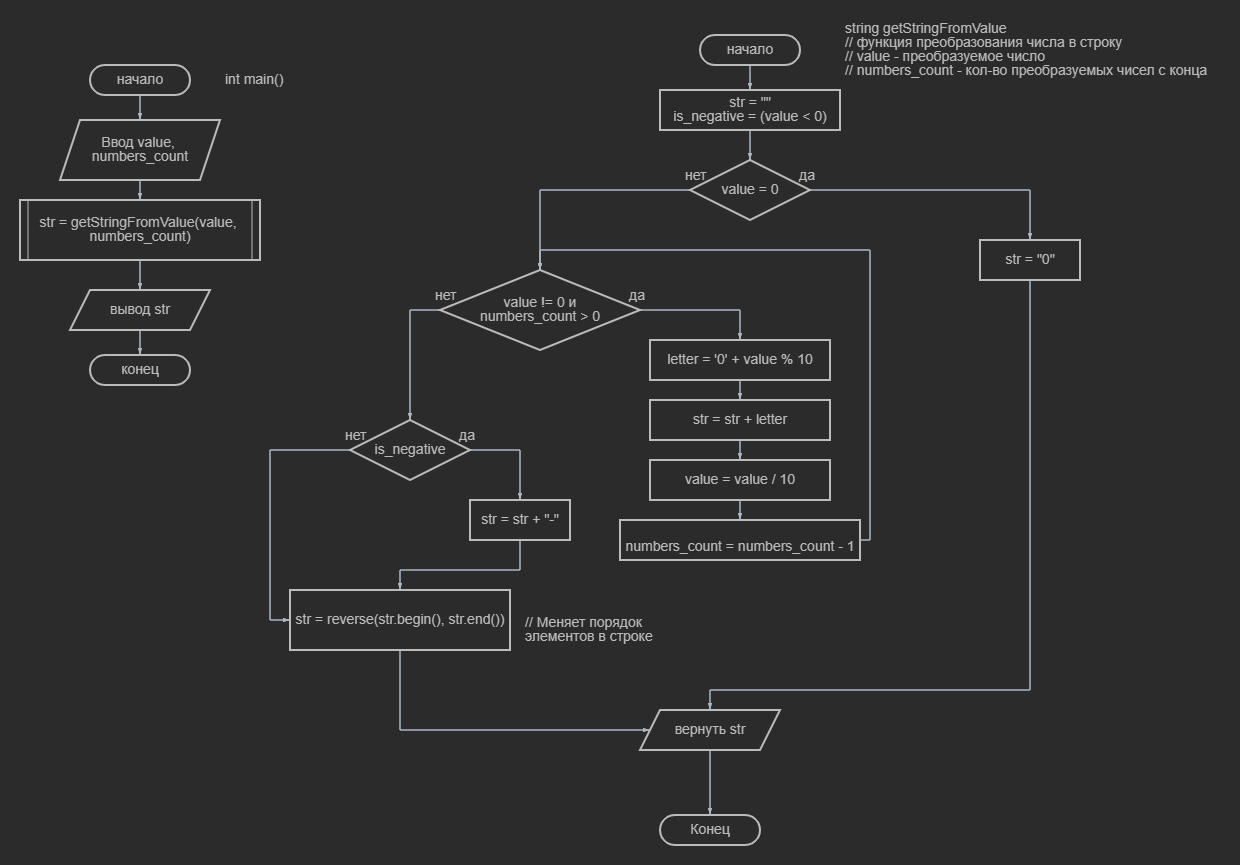 начало
int main()
Ввод value,
numbers_count
str = getStringFromValue(value,
numbers_count)
вывод str
конец
string getStringFromValue
// функция преобразования числа в строку
// value - преобразуемое число
// numbers_count - кол-во преобразуемых чисел с конца
начало
str = ""
is_negative = (value < 0)
нет
value = 0
да
str = "0"
нет
value != 0 и
numbers_count > 0
да
letter = '0' + value % 10
str = str + letter
value = value / 10
numbers_count = numbers_count - 1
нет
is_negative
да
str = str + "-"
str = reverse(str.begin(), str.end())
// Меняет порядок
элементов в строке
вернуть str
Конец